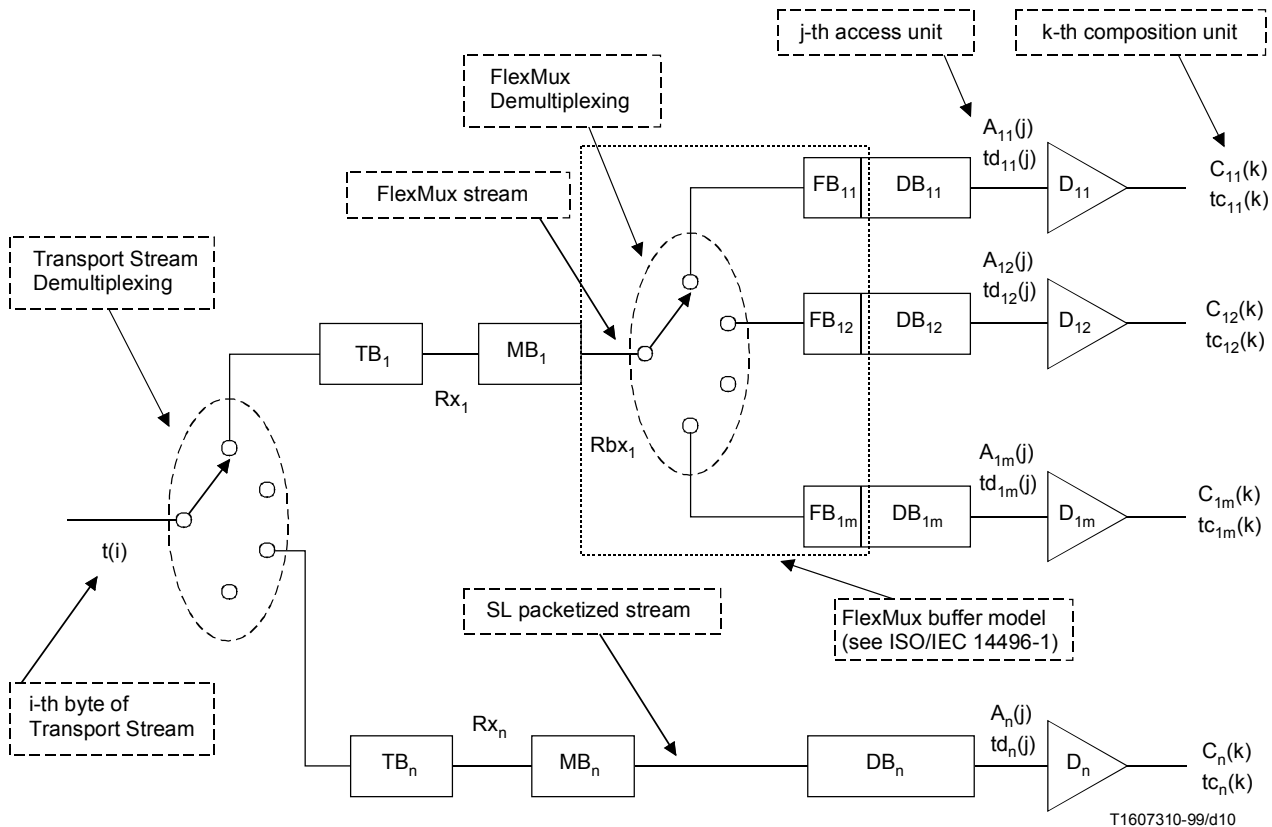 j-th access unit
k-th composition unit
FlexMux
Demultiplexing
A11(j)
td11(j)
C11(k)
tc11(k)
FB11
DB11
D11
FlexMux stream
Transport Stream
Demultiplexing
A12(j)
td12(j)
C12(k)
tc12(k)
FB12
DB12
D12
TB1
MB1
Rx1
Rbx1
A1m(j)
td1m(j)
C1m(k)
tc1m(k)
FB1m
DB1m
D1m
t(i)
SL packetized stream
FlexMux buffer model
(see ISO/IEC 14496-1)
i-th byte of
Transport Stream
Rxn
An(j)
tdn(j)
TBn
MBn
DBn
Dn
Cn(k)
tcn(k)
T1607310-99/d10